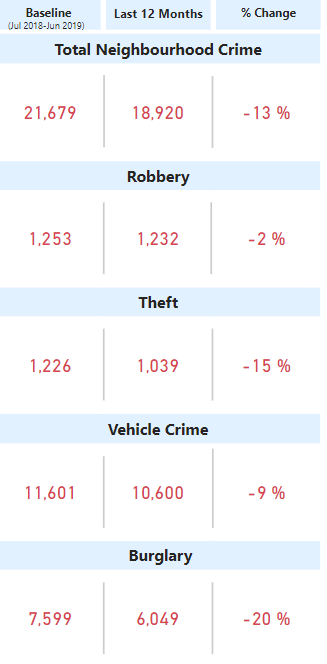 Baseline Last 12 Months % Change
(Jul 2018-Jun 2019)
Total Neighbourhood Crime
21,679 18,920 -13 %
Robbery
1,253 1,232 -2 %
Theft
1,226 1,039 -15 %
Vehicle Crime
11,601 10,600 -9 %
Burglary
7,599 6,049 -20 %